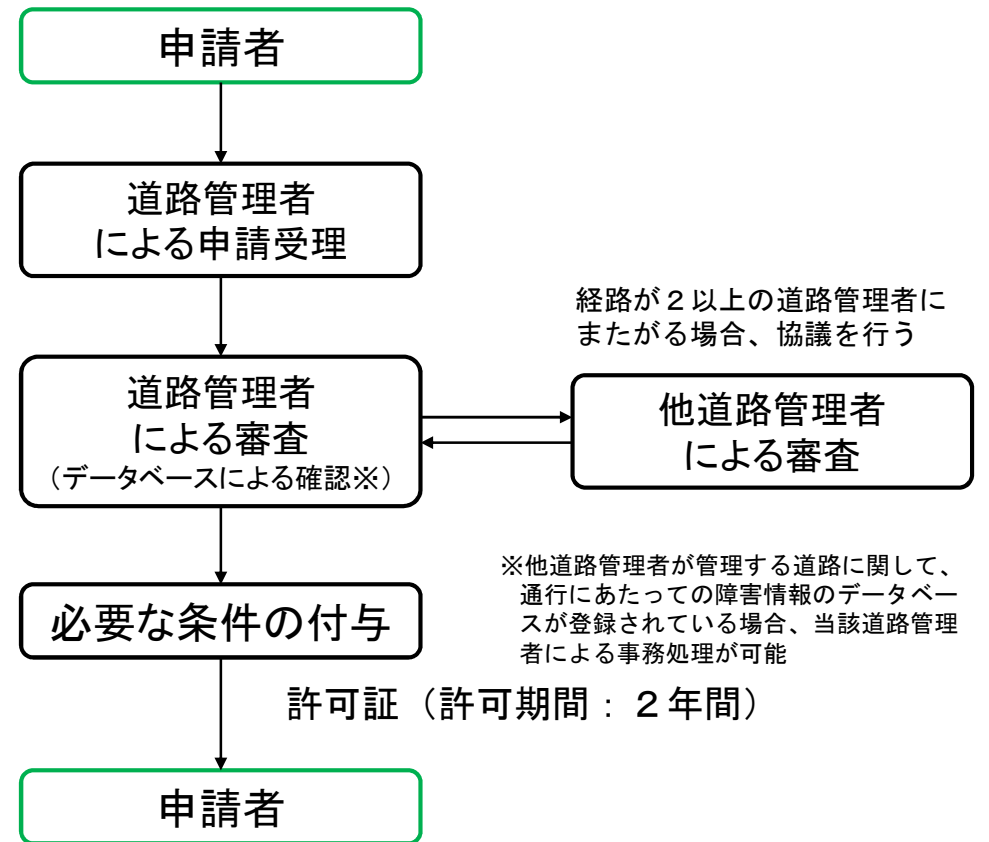 申請者
道路管理者
による申請受理
経路が２以上の道路管理者に
またがる場合、協議を行う
道路管理者
による審査
（データベースによる確認※）
他道路管理者
による審査
※他道路管理者が管理する道路に関して、
通行にあたっての障害情報のデータベー
スが登録されている場合、当該道路管理
者による事務処理が可能
必要な条件の付与
許可証（許可期間：２年間）
申請者